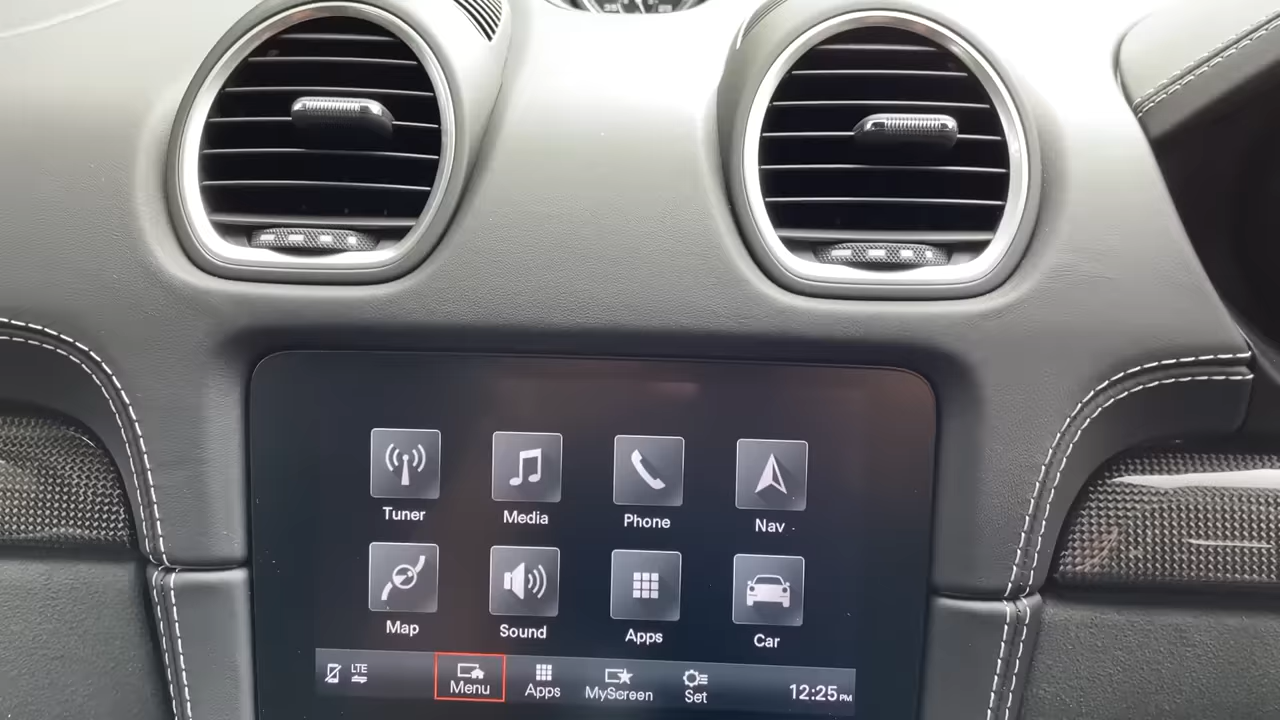 Tuner Media Phone Nav
Map Sound Apps Car
LTE Menu Apps MyScreen Set 12:25 PM